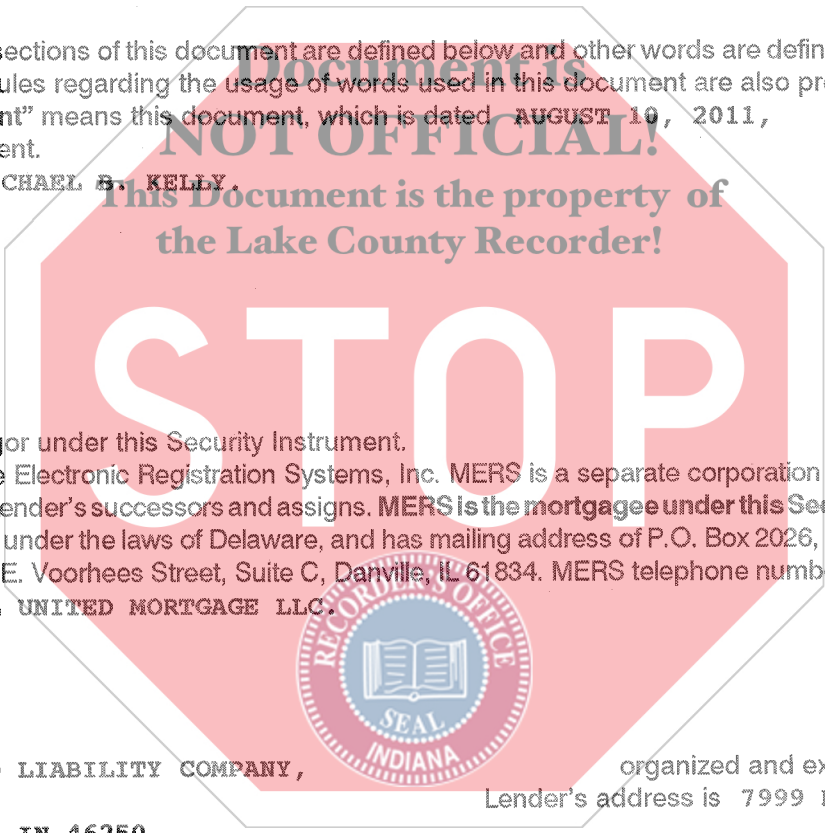 sections of this document are defined below and other words are defin
Document is
ules regarding the usage of words used in this document are also pr
nt” means this document, which is dated AUGUST 10, 2011,
NOT OFFICIAL!
ent.
CHAEL B. KELLY.
This Document is the property of
the Lake County Recorder!
STOP
gor under this Security Instrument.
e Electronic Registration Systems, Inc. MERS is a separate corporation
ender's successors and assigns. MERS is the mortgagee under this Sec
under the laws of Delaware, and has mailing address of P.O. Box 2026,
E. Voorhees Street, Suite C, Danville, IL 61834. MERS telephone numb
UNITED MORTGAGE LLC.
RECORDER'S OFFICE
SEAL
INDIANA
LIABILITY COMPANY,
organized and ex
Lender's address is 7999
IN 46250